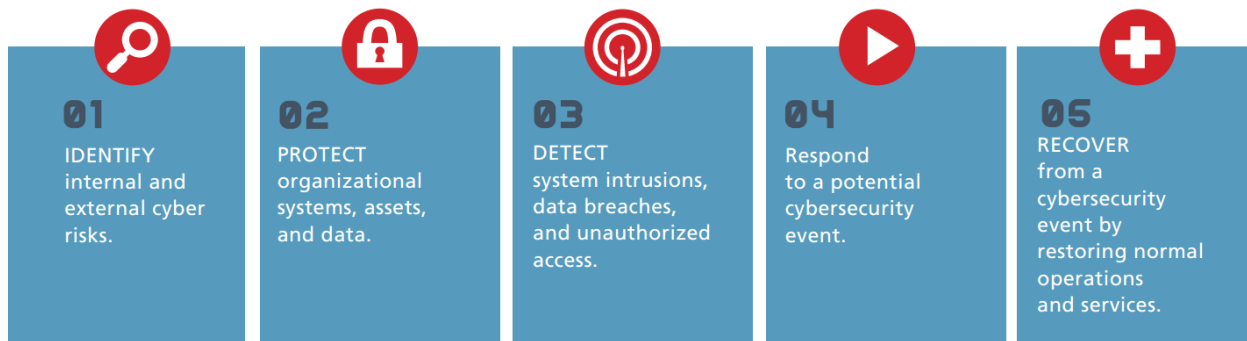 01
IDENTIFY
internal and
external cyber
risks.
02
PROTECT
organizational
systems, assets,
and data.
03
DETECT
system intrusions,
data breaches,
and unauthorized
access.
04
Respond
to a potential
cybersecurity
event.
05
RECOVER
from a
cybersecurity
event by
restoring normal
operations
and services.